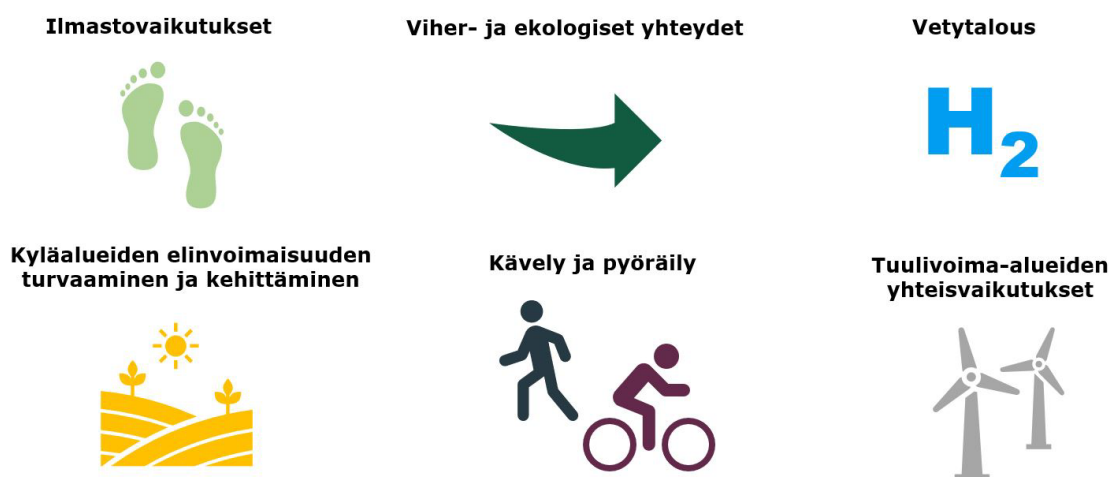 Ilmastovaikutukset
Viher- ja ekologiset yhteydet
Vetytalous
H2
Kyläalueiden elinvoimaisuuden
turvaaminen ja kehittäminen
Kävely ja pyöräily
Tuulivoima-alueiden
yhteisvaikutukset